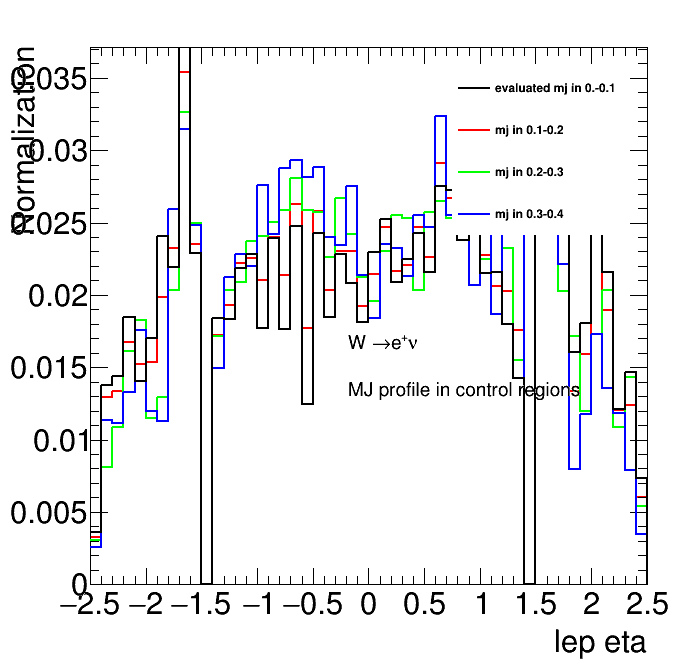 Normalization
0.035
0.03
0.025
0.02
0.015
0.01
0.005
0
evaluated mj in 0.-0.1
mj in 0.1-0.2
mj in 0.2-0.3
mj in 0.3-0.4
W →e⁺ν
MJ profile in control regions
−2.5 −2 −1.5 −1 −0.5 0 0.5 1 1.5 2 2.5
lep eta